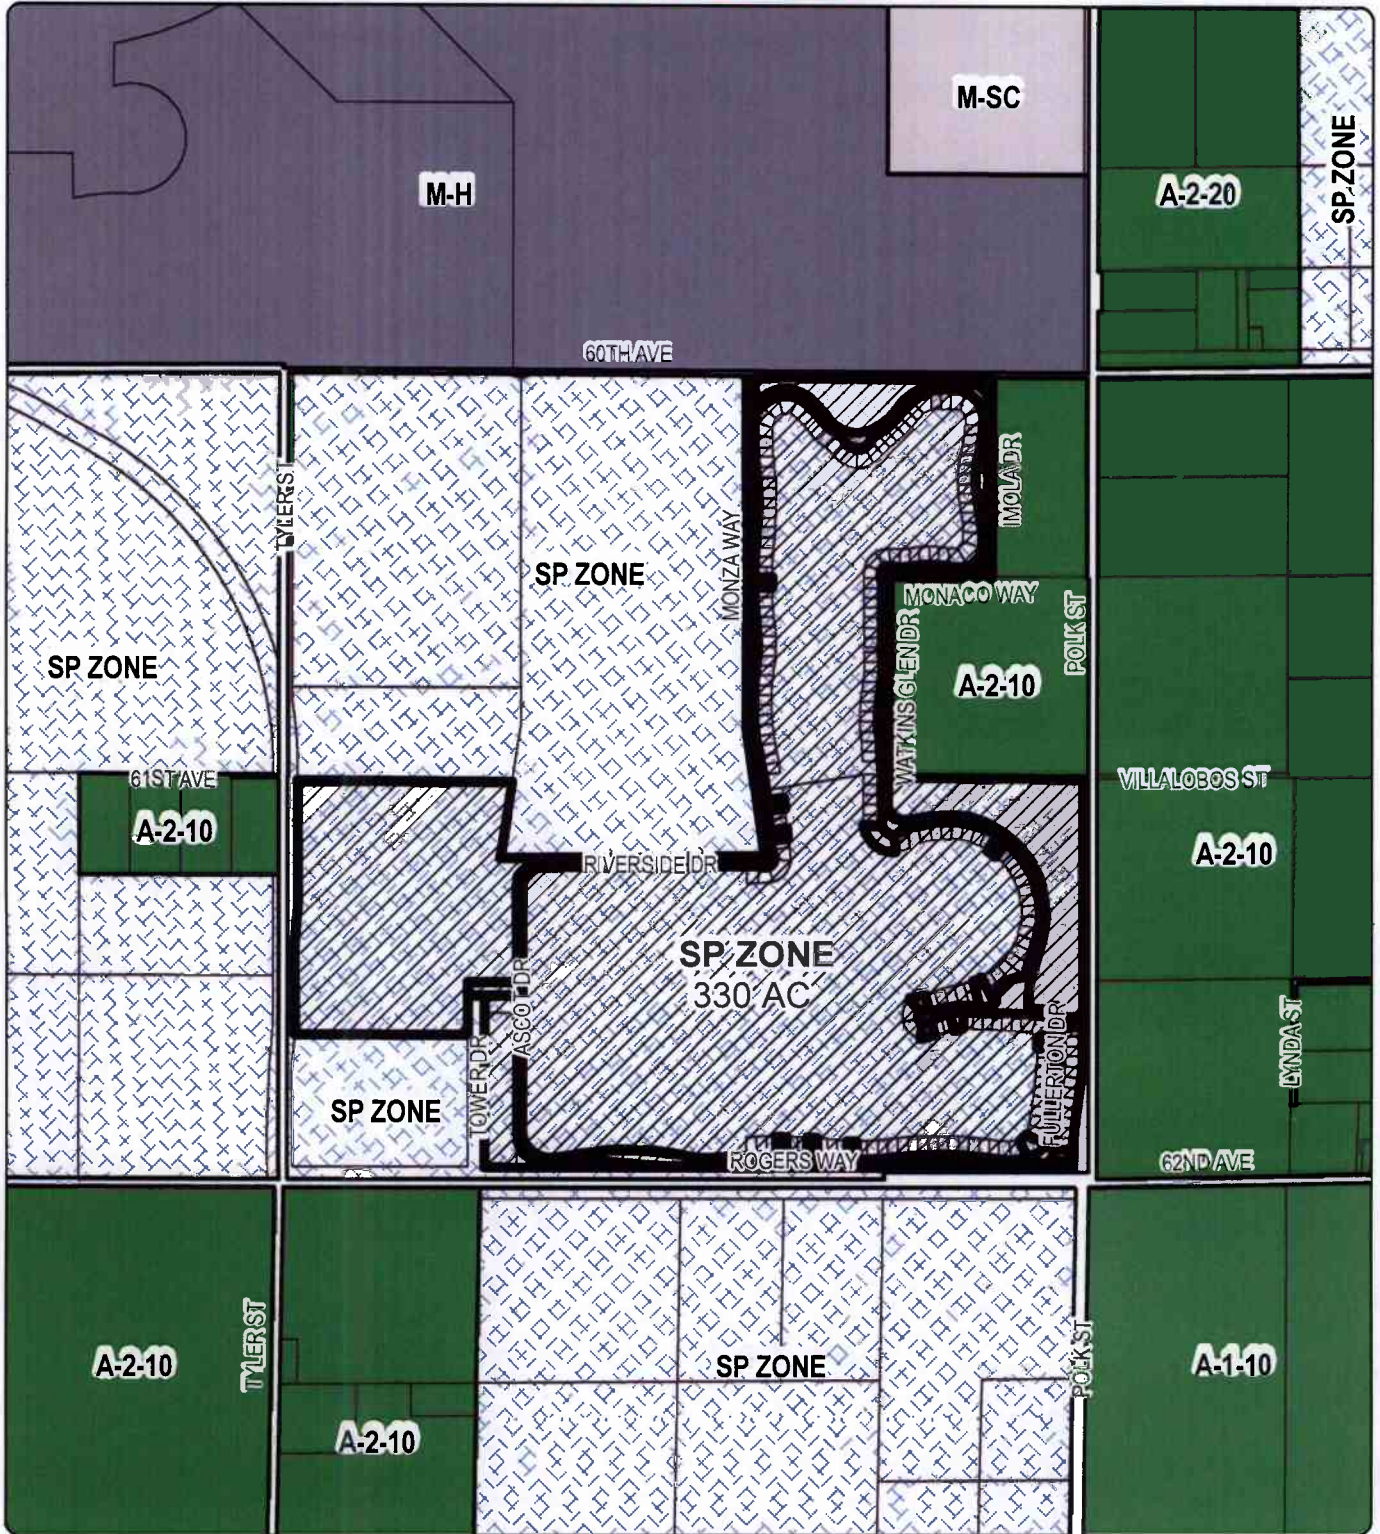 M-SC
M-H
A-2-20
SP ZONE
60TH AVE
TYLER ST
SP ZONE
MONZA WAY
IMOLA DR
MONACO WAY
WATKINS GLEN DR
POLK ST
A-2-10
SP ZONE
61ST AVE
A-2-10
VILLALOBOS ST
A-2-10
RIVERSIDE DR
SP ZONE
330 AC
ASCOT DR
TOWER DR
FULLERTON DR
LYNDA ST
SP ZONE
ROGERS WAY
62ND AVE
TYLER ST
A-2-10
A-2-10
SP ZONE
POLK ST
A-1-10